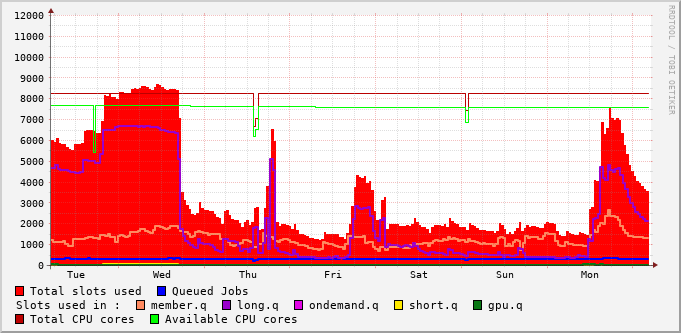 12000
11000
10000
9000
8000
7000
6000
5000
4000
3000
2000
1000
0
Tue Wed Thu Fri Sat Sun Mon
Total slots used Queued Jobs
Slots used in : member.q long.q ondemand.q short.q gpu.q
Total CPU cores Available CPU cores
RRDTOOL / TOBI OETIKER